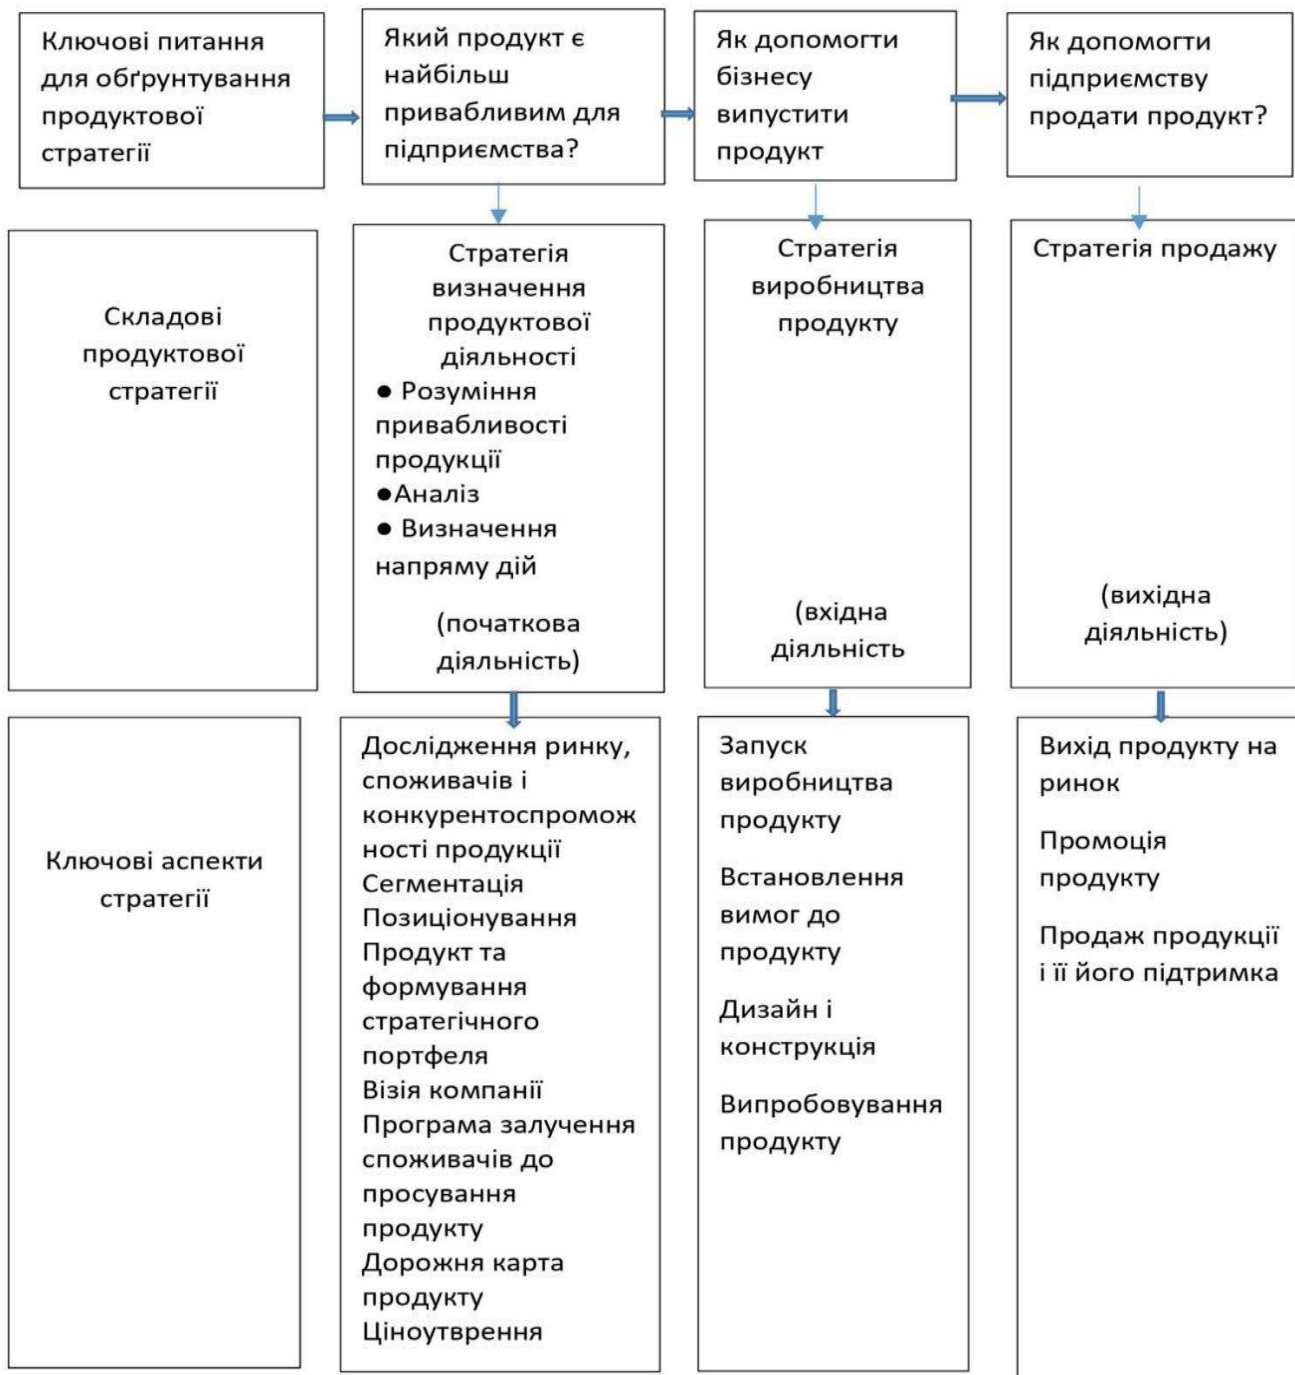 Ключові питання
для обґрунтування
продуктової
стратегії
Який продукт є
найбільш
привабливим для
підприємства?
Як допомогти
бізнесу
випустити
продукт
Як допомогти
підприємству
продати продукт?
Складові
продуктової
стратегії
Стратегія
визначення
продуктової
діяльності
● Розуміння
привабливості
продукції
●Аналіз
● Визначення
напряму дій
(початкова
діяльність)
Стратегія
виробництва
продукту
(вхідна
діяльність
Стратегія продажу
(вихідна
діяльність)
Ключові аспекти
стратегії
Дослідження ринку,
споживачів і
конкурентоспромож
ності продукції
Сегментація
Позиціонування
Продукт та
формування
стратегічного
портфеля
Візія компанії
Програма залучення
споживачів до
просування
продукту
Дорожня карта
продукту
Ціноутврення
Запуск
виробництва
продукту
Встановлення
вимог до
продукту
Дизайн і
конструкція
Випробовування
продукту
Вихід продукту на
ринок
Промоція
продукту
Продаж продукції
і її його підтримка